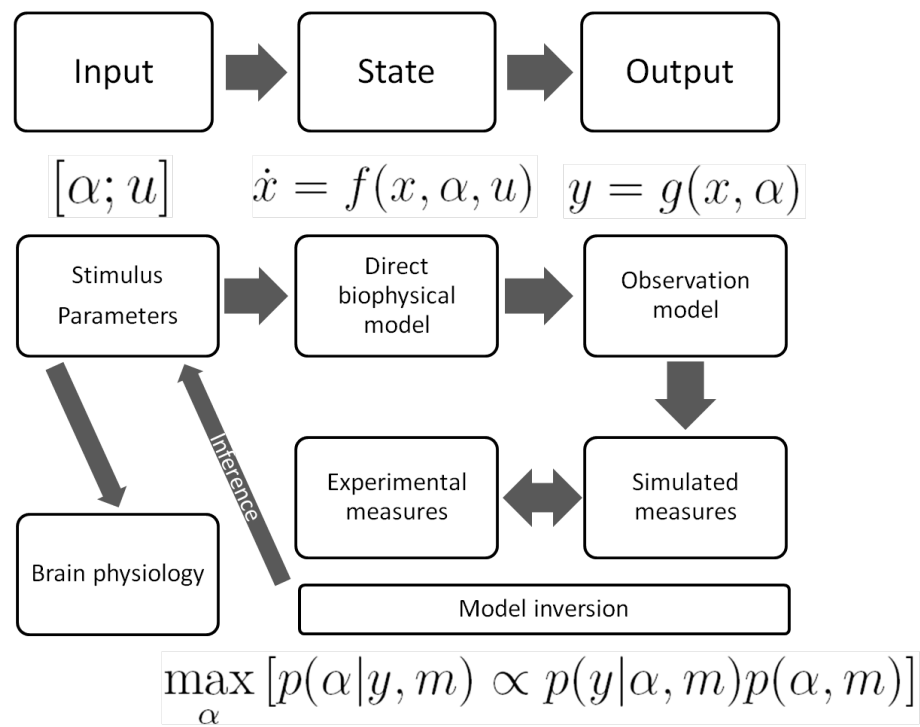 Input
State
Output
[α; u]
ẋ = f(x, α, u)
y = g(x, α)
Stimulus
Parameters
Direct
biophysical
model
Observation
model
Inference
Experimental
measures
Simulated
measures
Brain physiology
Model inversion
max [p(α|y, m) ∝ p(y|α, m)p(α, m)]
α